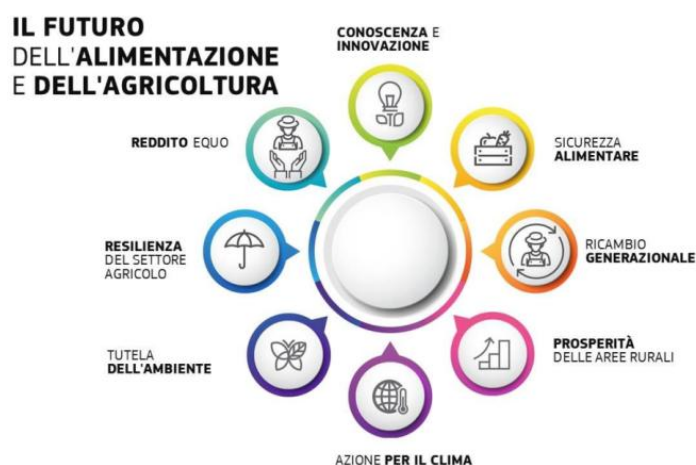 IL FUTURO
DELL'ALIMENTAZIONE
E DELL'AGRICOLTURA
CONOSCENZA E
INNOVAZIONE
REDDITO EQUO
SICUREZZA
ALIMENTARE
RESILIENZA
DEL SETTORE
AGRICOLO
RICAMBIO
GENERAZIONALE
TUTELA
DELL'AMBIENTE
PROSPERITÀ
DELLE AREE RURALI
AZIONE PER IL CLIMA